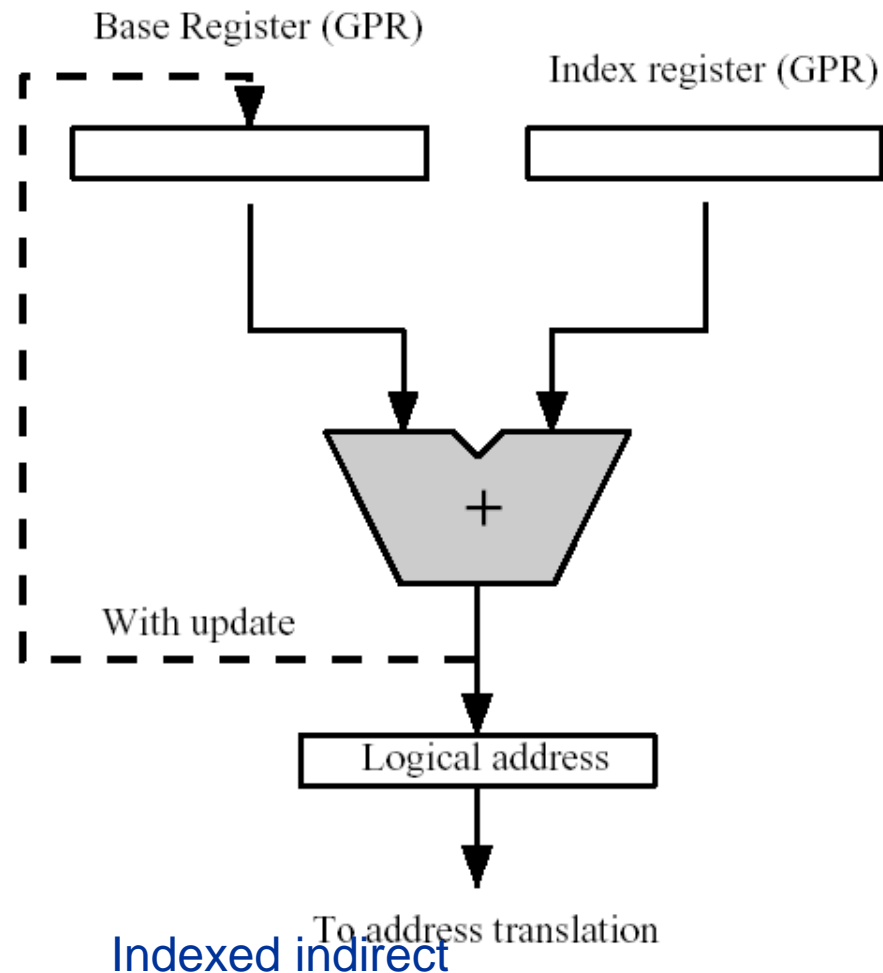 Base Register (GPR)
Index register (GPR)
+
With update
Logical address
To address translation
Indexed indirect